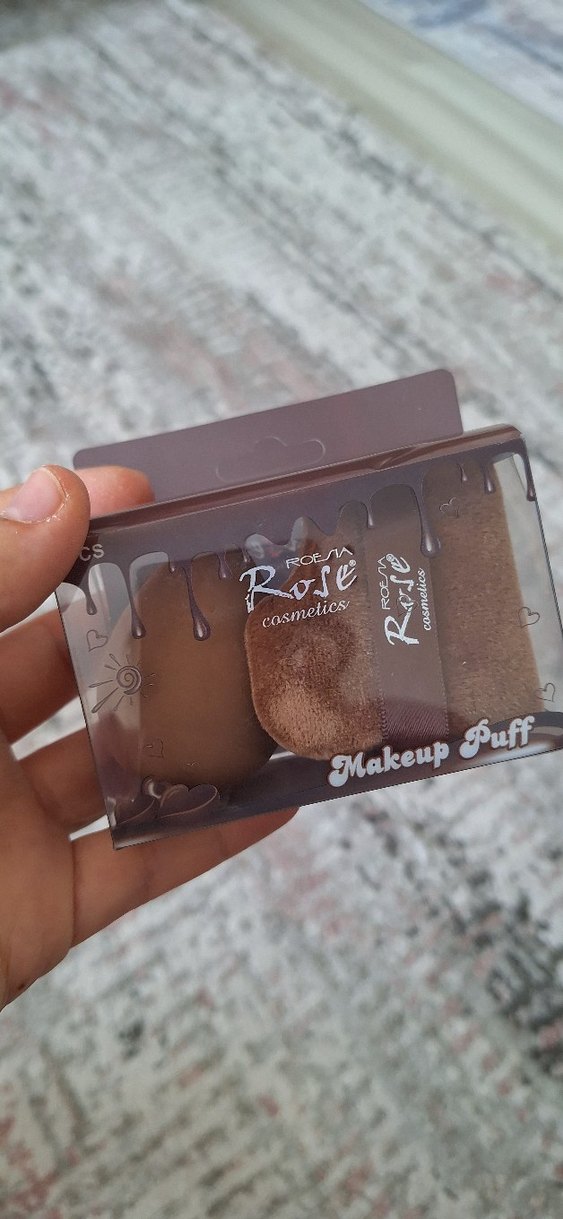 CS
ROESIA
Rose
cosmetics
ROESIA
Rose
cosmetics
Makeup Puff